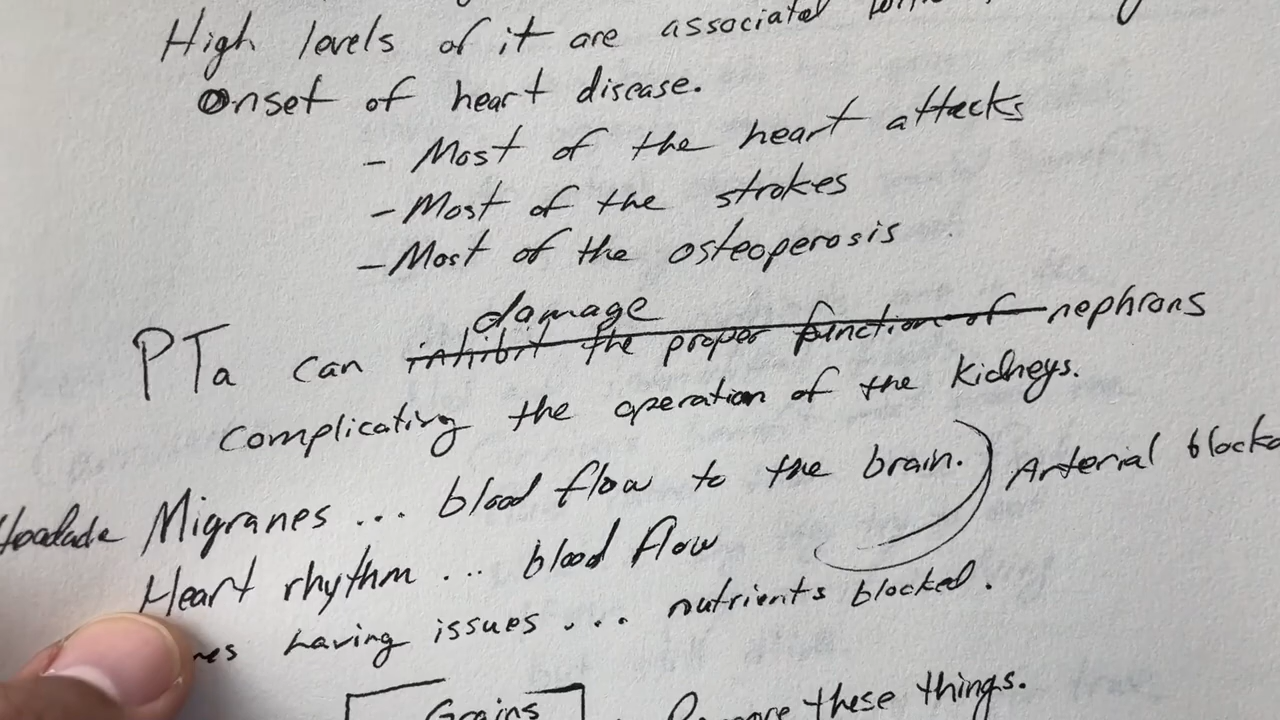 High levels of it are associated
Onset of heart disease.
- Most of the heart attacks
- Most of the strokes
- Most of the osteoperosis
damage
PTa can inhibit the proper function of nephrons
complicating the operation of the kidneys.
Migranes ... blood flow to the brain. Arterial
Heart rhythm ... blood flow
having issues ... nutrients blocked.
Grains these things.